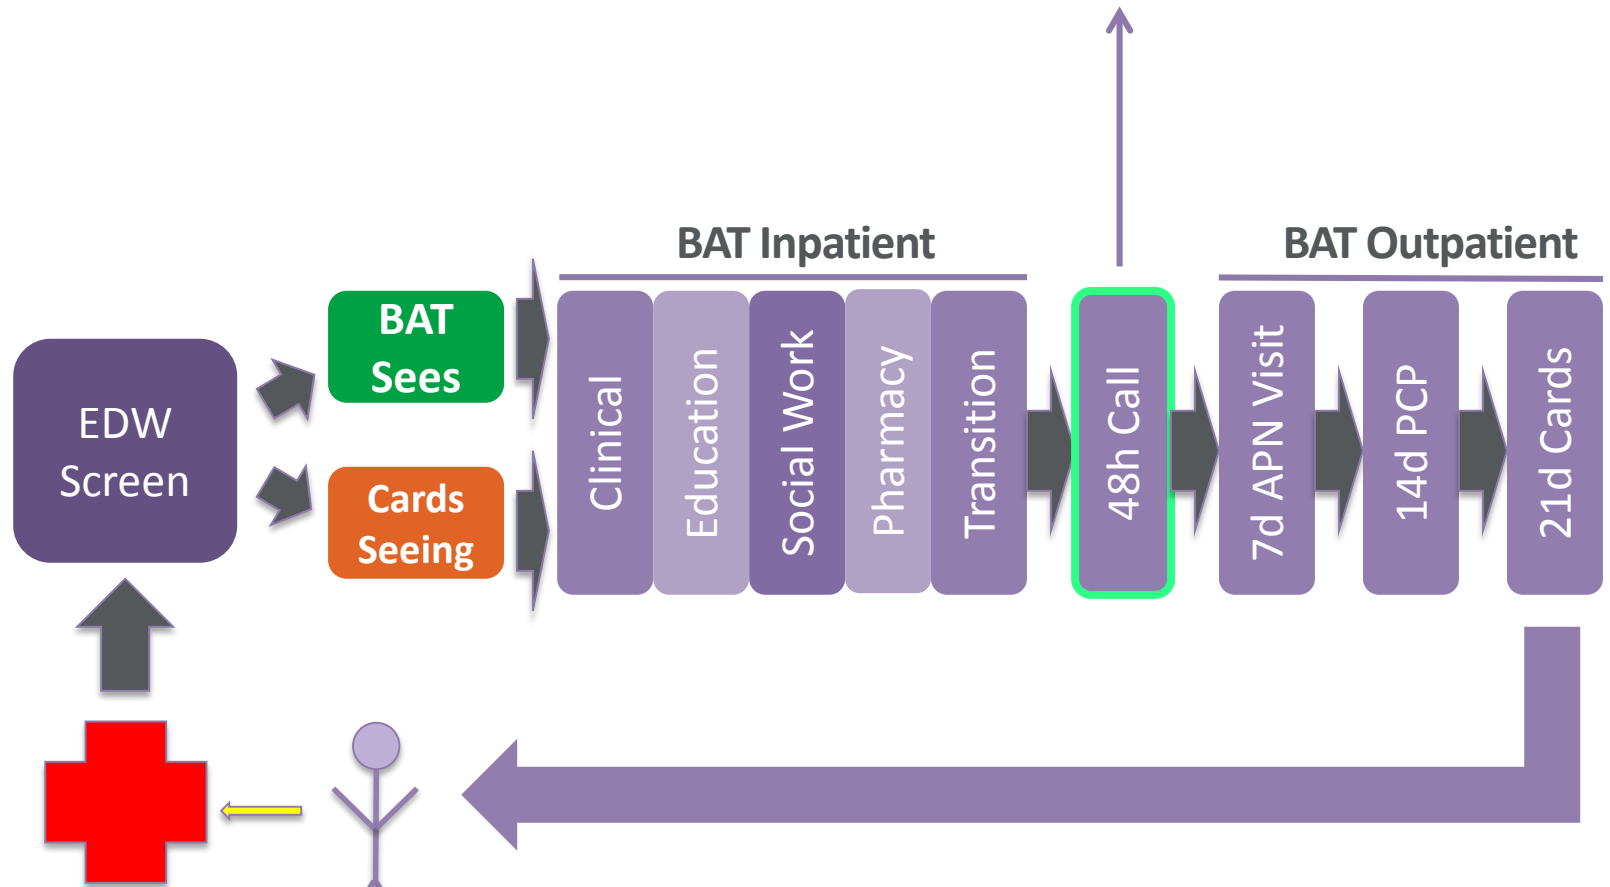 BAT Inpatient
BAT Outpatient
EDW
Screen
BAT
Sees
Cards
Seeing
Clinical
Education
Social Work
Pharmacy
Transition
48h Call
7d APN Visit
14d PCP
21d Cards